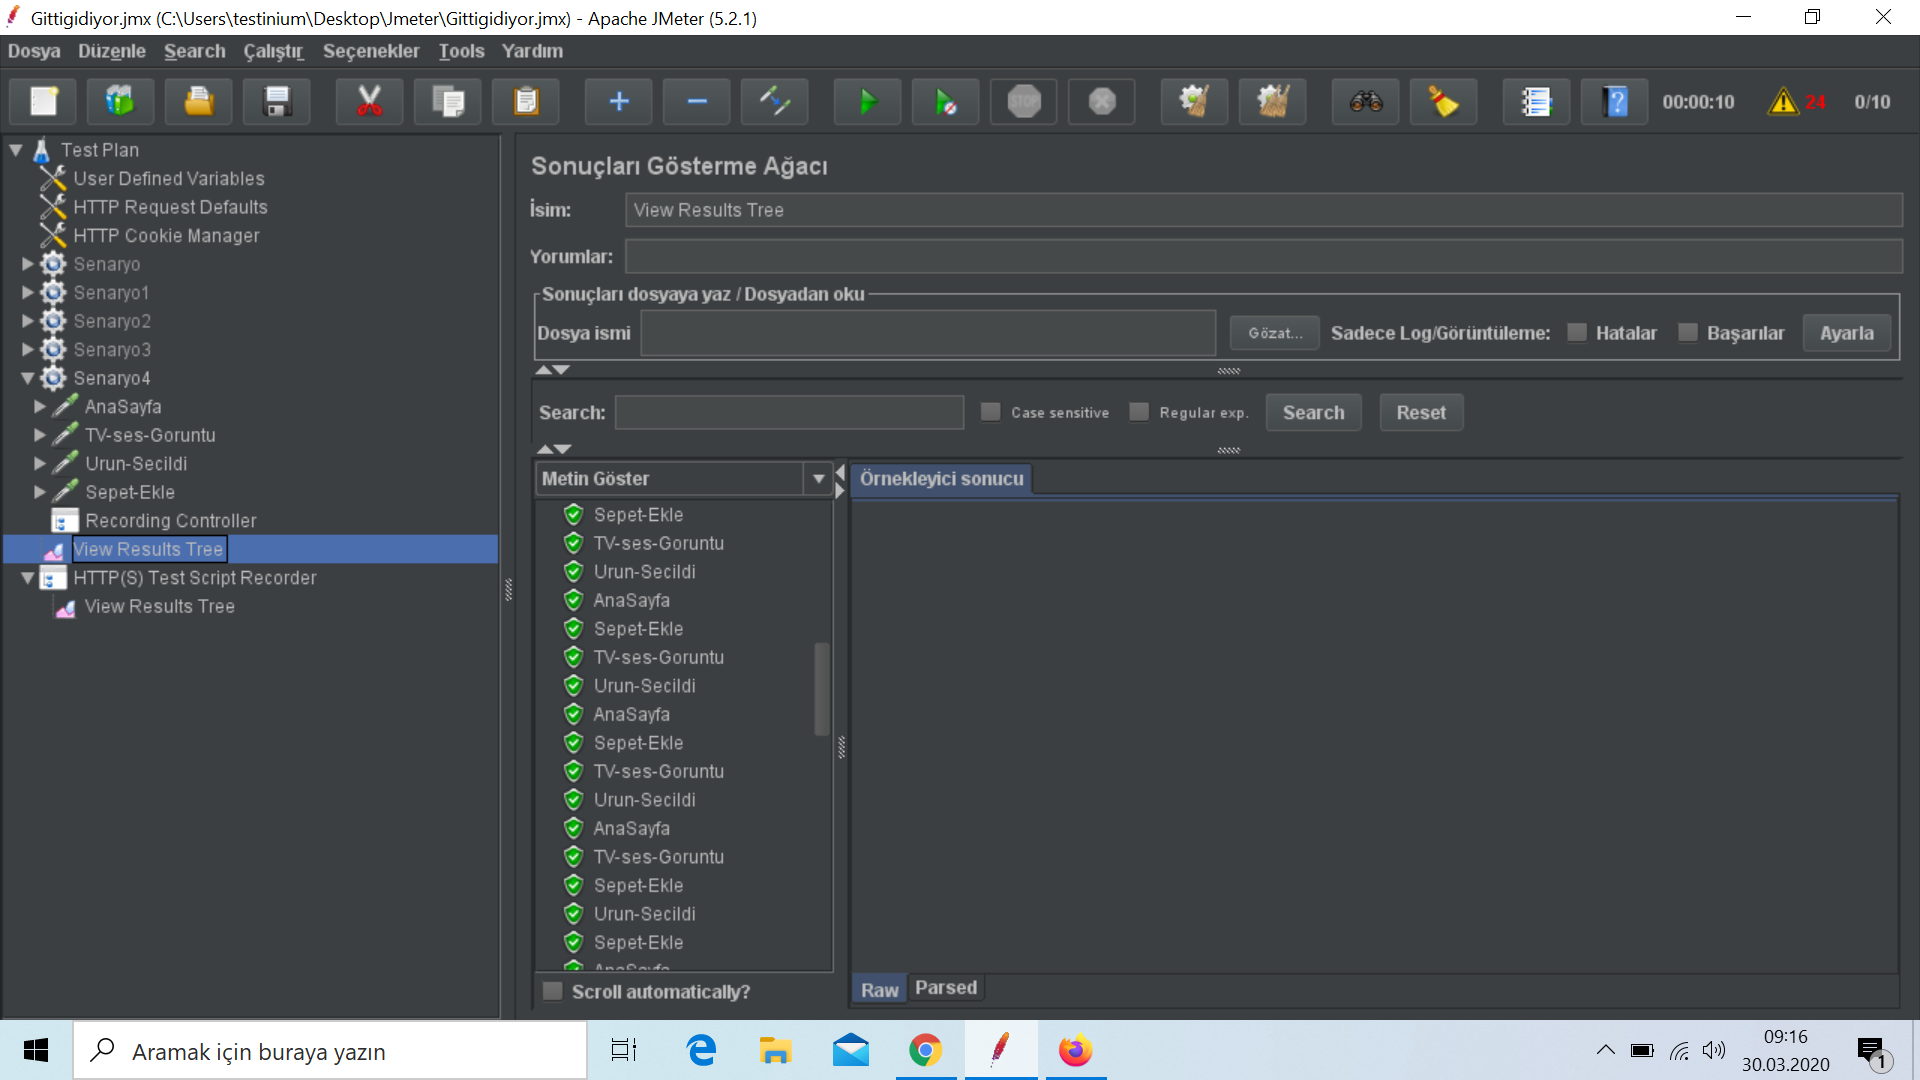 Gittigidiyor.jmx (C:\Users\testinium\Desktop\Jmeter\Gittigidiyor.jmx) - Apache JMeter (5.2.1)
Dosya Düzenle Search Çalıştır Seçenekler Tools Yardım
STOP 00:00:10 24 0/10
Test Plan
User Defined Variables
HTTP Request Defaults
HTTP Cookie Manager
Senaryo
Senaryo1
Senaryo2
Senaryo3
Senaryo4
AnaSayfa
TV-ses-Goruntu
Urun-Secildi
Sepet-Ekle
Recording Controller
View Results Tree
HTTP(S) Test Script Recorder
View Results Tree
Sonuçları Gösterme Ağacı
İsim: View Results Tree
Yorumlar:
Sonuçları dosyaya yaz / Dosyadan oku
Dosya ismi Gözat... Sadece Log/Görüntüleme: Hatalar Başarılar Ayarla
Search: Case sensitive Regular exp. Search Reset
Metin Göster
Sepet-Ekle
TV-ses-Goruntu
Urun-Secildi
AnaSayfa
Sepet-Ekle
TV-ses-Goruntu
Urun-Secildi
AnaSayfa
Sepet-Ekle
TV-ses-Goruntu
Urun-Secildi
AnaSayfa
TV-ses-Goruntu
Sepet-Ekle
Urun-Secildi
Sepet-Ekle
AnaSayfa
Scroll automatically?
Örnekleyici sonucu
Raw Parsed
Aramak için buraya yazın
09:16
30.03.2020
1